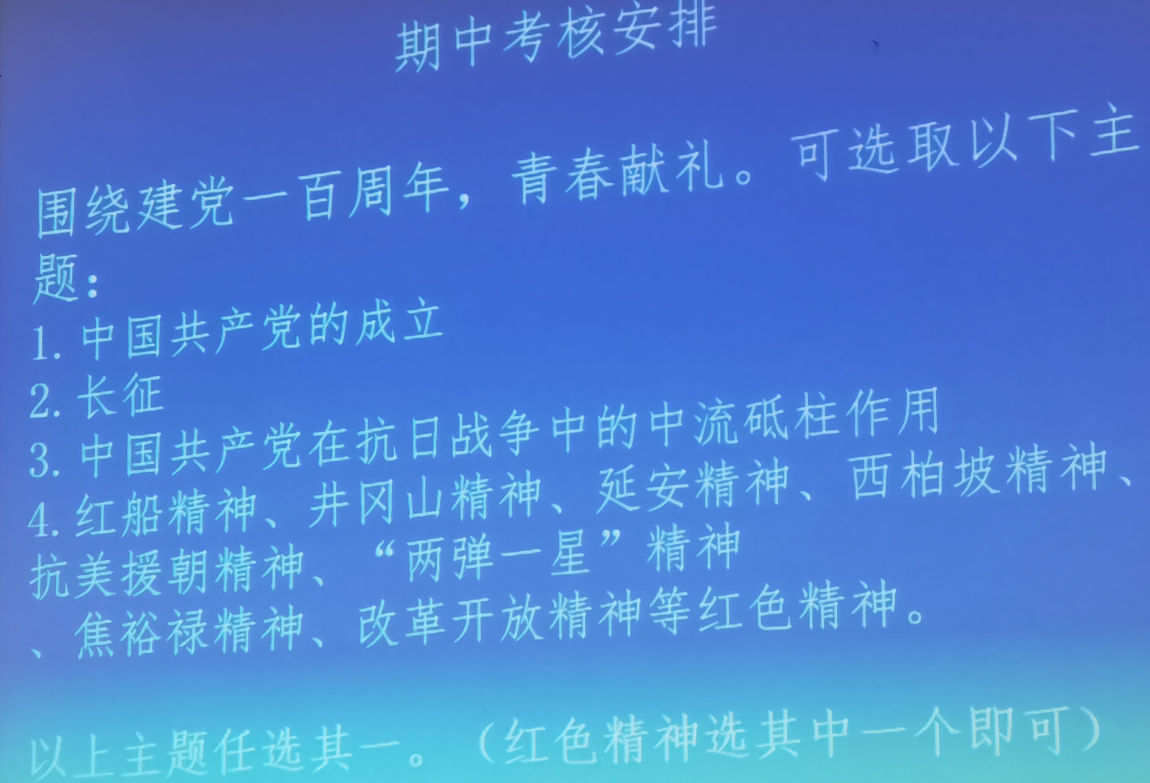 期中考核安排
围绕建党一百周年，青春献礼。可选取以下主
题：
1.中国共产党的成立
2.长征
3.中国共产党在抗日战争中的中流砥柱作用
4.红船精神、井冈山精神、延安精神、西柏坡精神、
抗美援朝精神、“两弹一星”精神
、焦裕禄精神、改革开放精神等红色精神。
以上主题任选其一。（红色精神选其中一个即可）